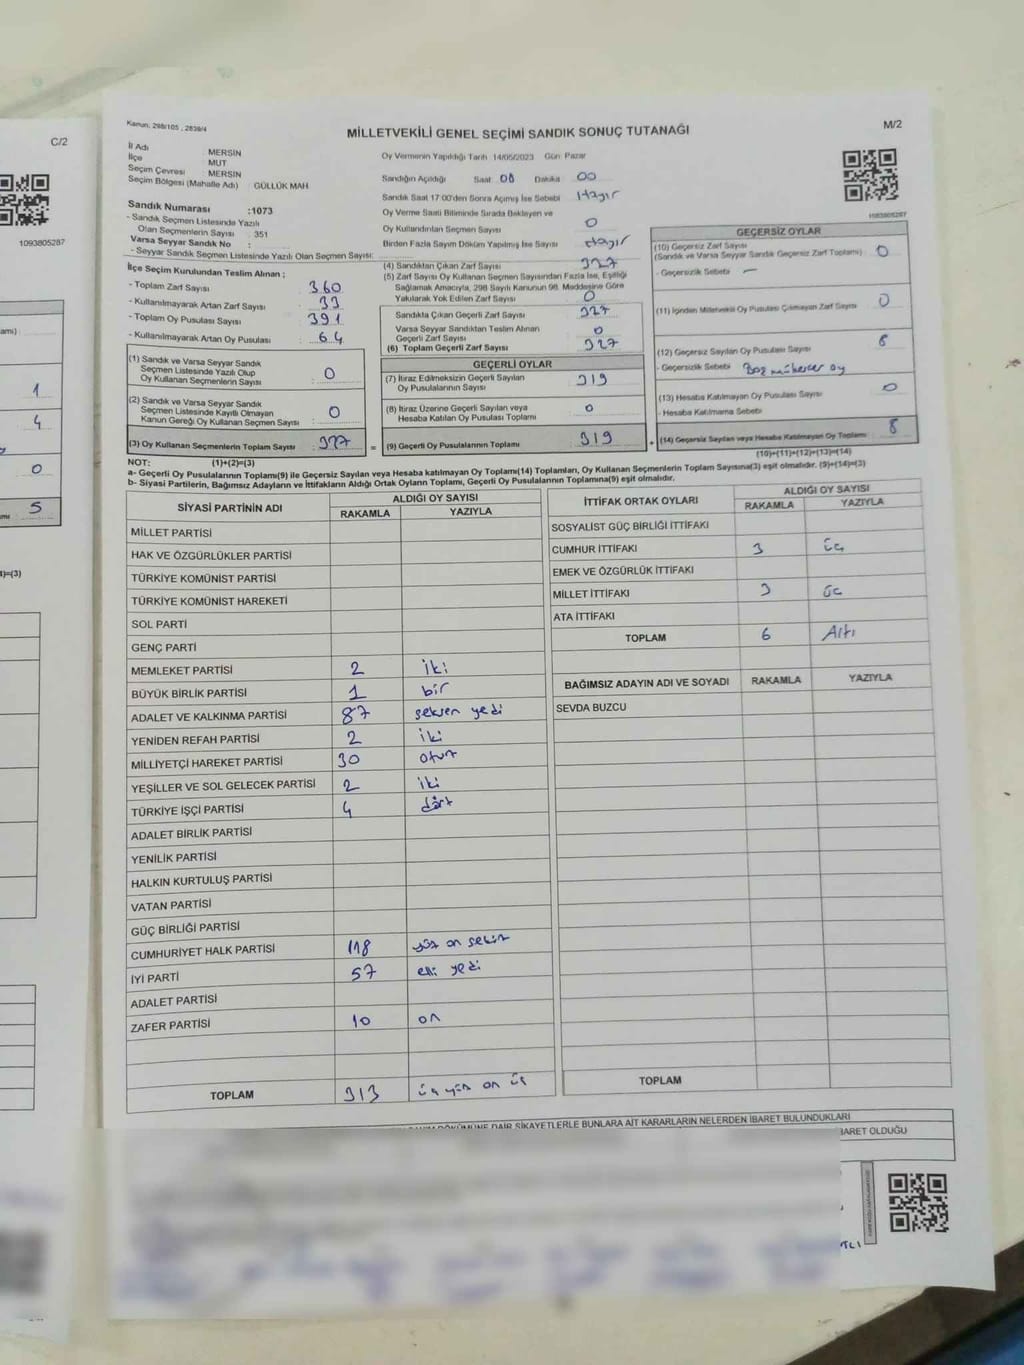 C/2
1093805287
1
4
0
5
Kanun: 298/105 , 2839/4
MİLLETVEKİLİ GENEL SEÇİMİ SANDIK SONUÇ TUTANAĞI
M/2
İl Adı MERSİN
İlçe MUT
Seçim Çevresi MERSİN
Seçim Bölgesi (Mahalle Adı) : GÜLLÜK MAH
Oy Vermenin Yapıldığı Tarih 14/05/2023 Gün: Pazar
Sandığın Açıldığı Saat 08 Dakika 00
Sandık Saat 17:00'den Sonra Açımış İse Sebebi Hayır
Oy Verme Saati Bitiminde Sırada Bekleyen ve
Oy Kullandırılan Seçmen Sayısı 0
Birden Fazla Sayım Döküm Yapılmış İse Sayısı Hayır
Sandık Numarası :1073
- Sandık Seçmen Listesinde Yazılı
Olan Seçmenlerin Sayısı : 351
Varsa Seyyar Sandık No :
- Seyyar Sandık Seçmen Listesinde Yazılı Olan Seçmen Sayısı:
İlçe Seçim Kurulundan Teslim Alınan ;
- Toplam Zarf Sayısı : 360
- Kullanılmayarak Artan Zarf Sayısı : 33
- Toplam Oy Pusulası Sayısı : 391
- Kullanılmayarak Artan Oy Pusulası : 64
(1) Sandık ve Varsa Seyyar Sandık
Seçmen Listesinde Yazılı Olup
Oy Kullanan Seçmenlerin Sayısı : 0
(2) Sandık ve Varsa Seyyar Sandık
Seçmen Listesinde Kayıtlı Olmayan
Kanun Gereği Oy Kullanan Seçmen Sayısı : 0
(3) Oy Kullanan Seçmenlerin Toplam Sayısı : 327 =
(4) Sandıktan Çıkan Zarf Sayısı : 327
(5) Zarf Sayısı Oy Kullanan Seçmen Sayısından Fazla İse, Eşitliği
Sağlamak Amacıyla, 298 Sayılı Kanunun 98. Maddesine Göre
Yakılarak Yok Edilen Zarf Sayısı : 0
Sandıkta Çıkan Geçerli Zarf Sayısı : 327
Varsa Seyyar Sandıktan Teslim Alınan
Geçerli Zarf Sayısı : 0
(6) Toplam Geçerli Zarf Sayısı : 327
GEÇERLİ OYLAR
(7) İtiraz Edilmeksizin Geçerli Sayılan
Oy Pusulasının Sayısı : 319
(8) İtiraz Üzerine Geçerli Sayılan veya
Hesaba Katılan Oy Pusulası Toplamı : 0
(9) Geçerli Oy Pusulalarının Toplamı : 319 +
1093805287
GEÇERSİZ OYLAR
(10) Geçersiz Zarf Sayısı
(Sandık ve Varsa Seyyar Sandık Geçersiz Zarf Toplamı) : 0
- Geçersizlik Sebebi —
(11) İçinden Milletvekili Oy Pusulası Çıkmayan Zarf Sayısı : 0
(12) Geçersiz Sayılan Oy Pusulası Sayısı : 8
- Geçersizlik Sebebi
(13) Hesaba Katılmayan Oy Pusulası Sayısı : 0
- Hesaba Katılmama Sebebi
(14) Geçersiz Sayılan veya Hesaba Katılmayan Oy Toplamı : 8
(10)+(11)+(12)+(13)=(14)
NOT: (1)+(2)=(3)
a- Geçerli Oy Pusulalarının Toplamı(9) ile Geçersiz Sayılan veya Hesaba katılmayan Oy Toplamı(14) Toplamları, Oy Kullanan Seçmenlerin Toplam Sayısına(3) eşit olmalıdır. (9)+(14)=(3)
b- Siyasi Partilerin, Bağımsız Adayların ve İttifakların Aldığı Ortak Oyların Toplamı, Geçerli Oy Pusulalarının Toplamına(9) eşit olmalıdır.
SİYASİ PARTİNİN ADI ALDIĞI OY SAYISI
RAKAMLA YAZIYLA
MİLLET PARTİSİ
HAK VE ÖZGÜRLÜKLER PARTİSİ
TÜRKİYE KOMÜNİST PARTİSİ
TÜRKİYE KOMÜNİST HAREKETİ
SOL PARTİ
GENÇ PARTİ
MEMLEKET PARTİSİ 2 iki
BÜYÜK BİRLİK PARTİSİ 1 bir
ADALET VE KALKINMA PARTİSİ 87 seksen yedi
YENİDEN REFAH PARTİSİ 2 iki
MİLLİYETÇİ HAREKET PARTİSİ 30 otuz
YEŞİLLER VE SOL GELECEK PARTİSİ 2 iki
TÜRKİYE İŞÇİ PARTİSİ 4 dört
ADALET BİRLİK PARTİSİ
YENİLİK PARTİSİ
HALKIN KURTULUŞ PARTİSİ
VATAN PARTİSİ
GÜÇ BİRLİĞİ PARTİSİ
CUMHURİYET HALK PARTİSİ 118 yüz on sekiz
İYİ PARTİ 57 elli yedi
ADALET PARTİSİ
ZAFER PARTİSİ 10 on
TOPLAM 313 üç yüz on üç
İTTİFAK ORTAK OYLARI ALDIĞI OY SAYISI
RAKAMLA YAZIYLA
SOSYALİST GÜÇ BİRLİĞİ İTTİFAKI
CUMHUR İTTİFAKI 3 üç
EMEK VE ÖZGÜRLÜK İTTİFAKI
MİLLET İTTİFAKI 3 üç
ATA İTTİFAKI
TOPLAM 6 Altı
BAĞIMSIZ ADAYIN ADI VE SOYADI RAKAMLA YAZIYLA
SEVDA BUZCU
TOPLAM
DÖKÜMÜNE DAİR ŞİKAYETLERLE BUNLARA AİT KARARLARIN NELERDEN İBARET BULUNDUKLARI
İBARET OLDUĞU